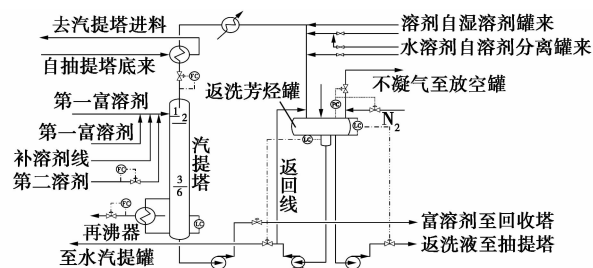 去汽提塔进料
自抽提塔底来
溶剂自湿溶剂罐来
水溶剂自溶剂分离罐来
不凝气至放空罐
返洗芳烃罐
N2
第一富溶剂
第一富溶剂
补溶剂线
第二溶剂
汽提塔
1
2
3
6
返回线
再沸器
至水汽提罐
富溶剂至回收塔
返洗液至抽提塔
FC
FC
FC
PC
LC
LC
LC